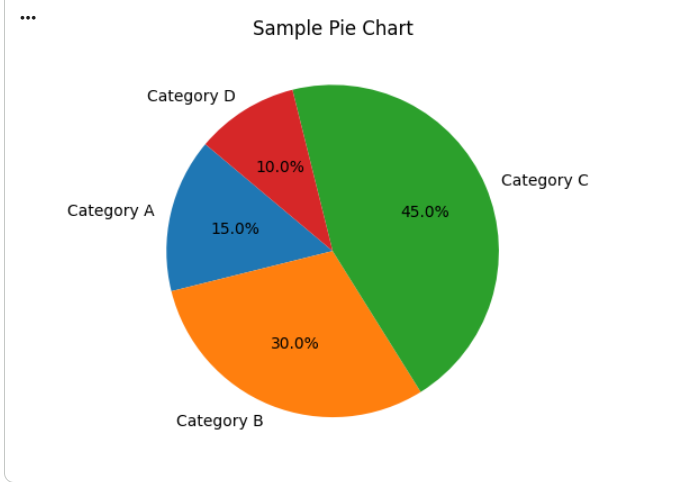 ...
Sample Pie Chart
Category D
10.0%
Category C
Category A
45.0%
15.0%
30.0%
Category B